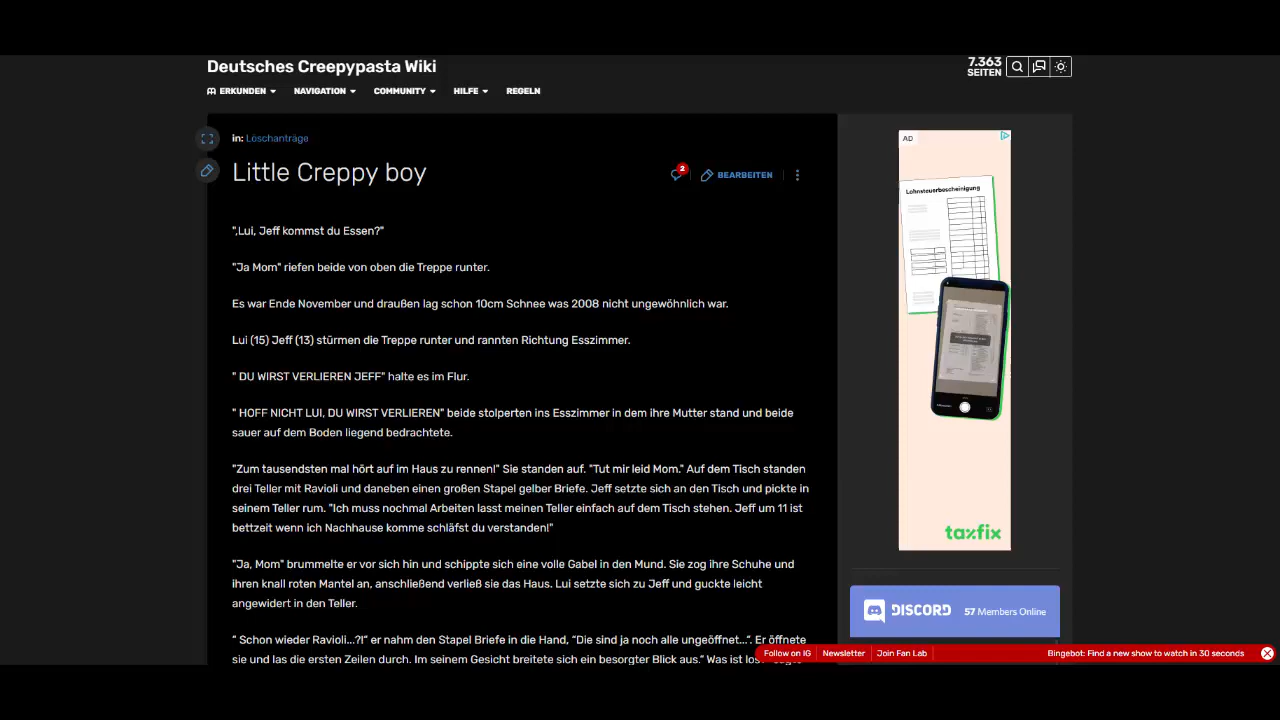 Deutsches Creepypasta Wiki
7.363
SEITEN
ERKUNDEN
NAVIGATION
COMMUNITY
HILFE
REGELN
in: Löschanträge
Little Creppy boy
2
BEARBEITEN
",Lui, Jeff kommst du Essen?"
"Ja Mom" riefen beide von oben die Treppe runter.
Es war Ende November und draußen lag schon 10cm Schnee was 2008 nicht ungewöhnlich war.
Lui (15) Jeff (13) stürmen die Treppe runter und rannten Richtung Esszimmer.
" DU WIRST VERLIEREN JEFF" halte es im Flur.
" HOFF NICHT LUI, DU WIRST VERLIEREN" beide stolperten ins Esszimmer in dem ihre Mutter stand und beide
sauer auf dem Boden liegend bedrachtete.
"Zum tausendsten mal hört auf im Haus zu rennen!" Sie standen auf. "Tut mir leid Mom." Auf dem Tisch standen
drei Teller mit Ravioli und daneben einen großen Stapel gelber Briefe. Jeff setzte sich an den Tisch und pickte in
seinem Teller rum. "Ich muss nochmal Arbeiten lasst meinen Teller einfach auf dem Tisch stehen. Jeff um 11 ist
bettzeit wenn ich Nachhause komme schläfst du verstanden!"
"Ja, Mom" brummelte er vor sich hin und schippte sich eine volle Gabel in den Mund. Sie zog ihre Schuhe und
ihren knall roten Mantel an, anschließend verließ sie das Haus. Lui setzte sich zu Jeff und guckte leicht
angewidert in den Teller.
" Schon wieder Ravioli...?!" er nahm den Stapel Briefe in die Hand, "Die sind ja noch alle ungeöffnet...". Er öffnete
sie und las die ersten Zeilen durch. Im seinem Gesicht breitete sich ein besorgter Blick aus." Was ist los
AD
Lohnsteuerbescheinigung
taxfix
DISCORD 57 Members Online
Follow on IG
Newsletter
Join Fan Lab
Bingebot: Find a new show to watch in 30 seconds